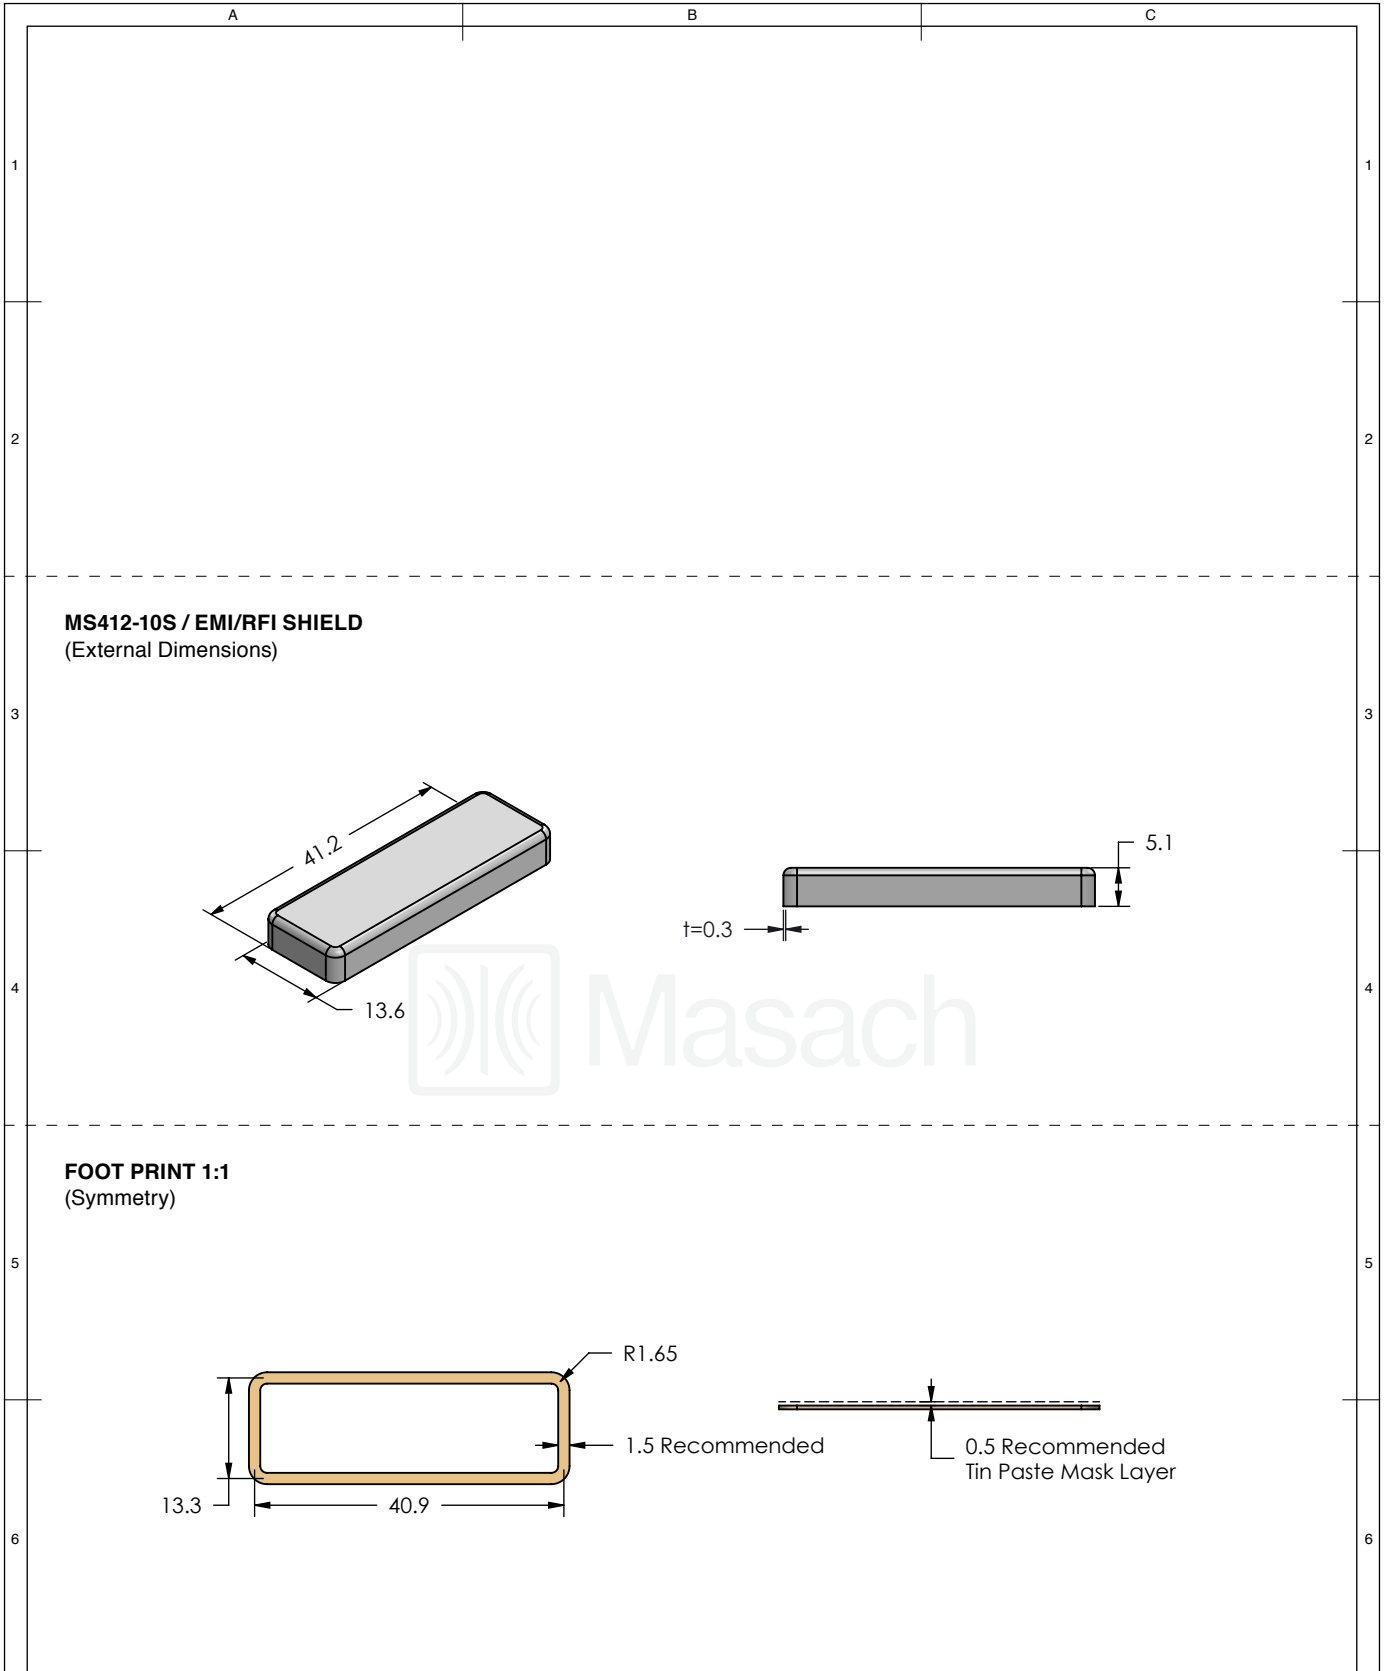 A B C
1 1
2 2
MS412-10S / EMI/RFI SHIELD
(External Dimensions)
3 3
41.2
5.1
t=0.3
4 4
13.6
Masach
FOOT PRINT 1:1
(Symmetry)
5 5
R1.65
1.5 Recommended
0.5 Recommended
Tin Paste Mask Layer
13.3
40.9
6 6